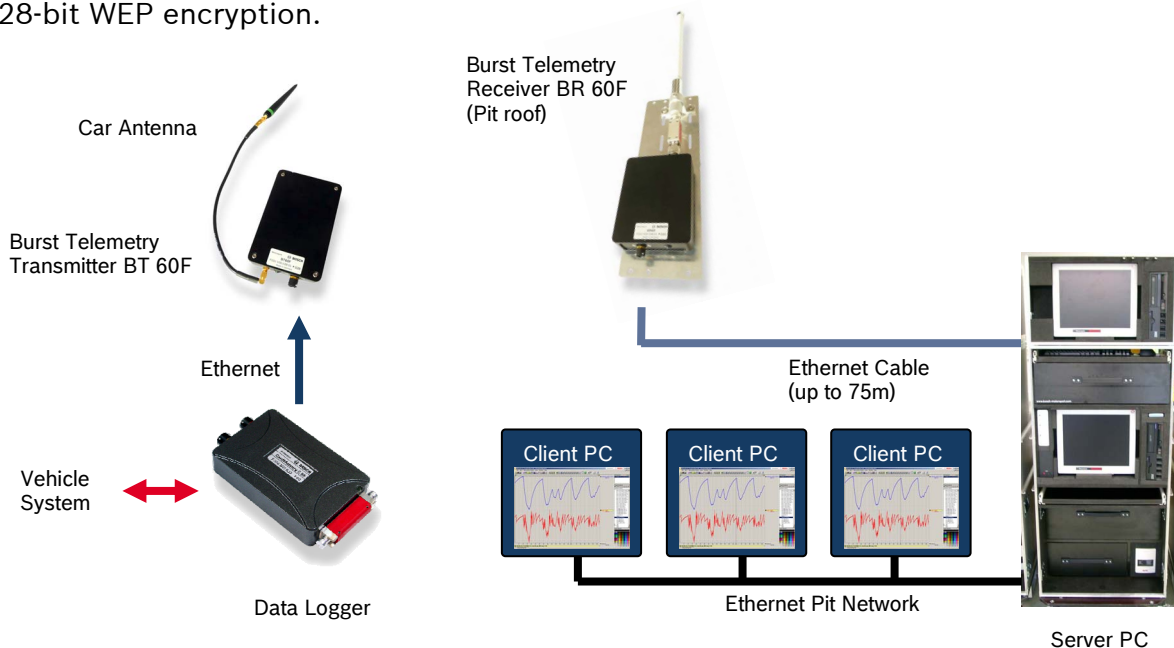 28-bit WEP encryption.
Burst Telemetry
Receiver BR 60F
(Pit roof)
Car Antenna
Burst Telemetry
Transmitter BT 60F
Ethernet
Ethernet Cable
(up to 75m)
Client PC
Client PC
Client PC
Vehicle
System
Ethernet Pit Network
Data Logger
Server PC